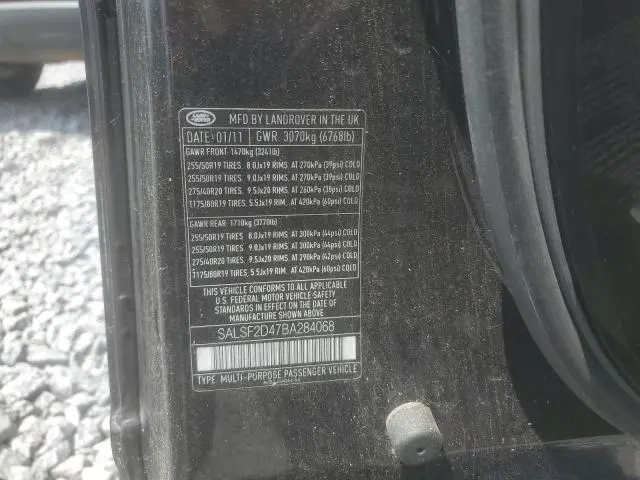 LAND ROVER
MFD BY LANDROVER IN THE UK
DATE: 01/11 GWR: 3070kg (6768lb)
GAWR FRONT 1470kg (3241lb)
255/50R19 TIRES, 8.0Jx19 RIMS, AT 270kPa (39psi) COLD
255/50R19 TIRES, 9.0Jx19 RIMS, AT 270kPa (39psi) COLD
275/40R20 TIRES, 9.5Jx20 RIMS, AT 260kPa (38psi) COLD
T175/80R19 TIRES, 5.5Jx19 RIM, AT 420kPa (60psi) COLD
GAWR REAR: 1710kg (3770lb)
255/50R19 TIRES, 8.0Jx19 RIMS, AT 300kPa (44psi) COLD
255/50R19 TIRES, 9.0Jx19 RIMS, AT 300kPa (44psi) COLD
275/40R20 TIRES, 9.5Jx20 RIMS, AT 290kPa (42psi) COLD
T175/80R19 TIRES, 5.5Jx19 RIM, AT 420kPa (60psi) COLD
THIS VEHICLE CONFORMS TO ALL APPLICABLE
U.S. FEDERAL MOTOR VEHICLE-SAFETY
STANDARDS IN EFFECT ON THE DATE OF
MANUFACTURE SHOWN ABOVE
SALSF2D47BA284068
TYPE: MULTI-PURPOSE PASSENGER VEHICLE